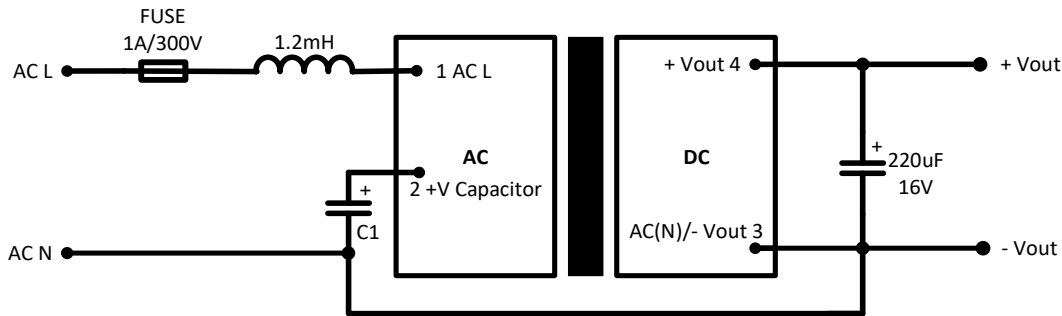 FUSE
1A/300V
1.2mH
AC L
1 AC L
+ Vout 4
+ Vout
AC
DC
+
220uF
16V
2 +V Capacitor
+
C1
AC(N)/- Vout 3
AC N
- Vout